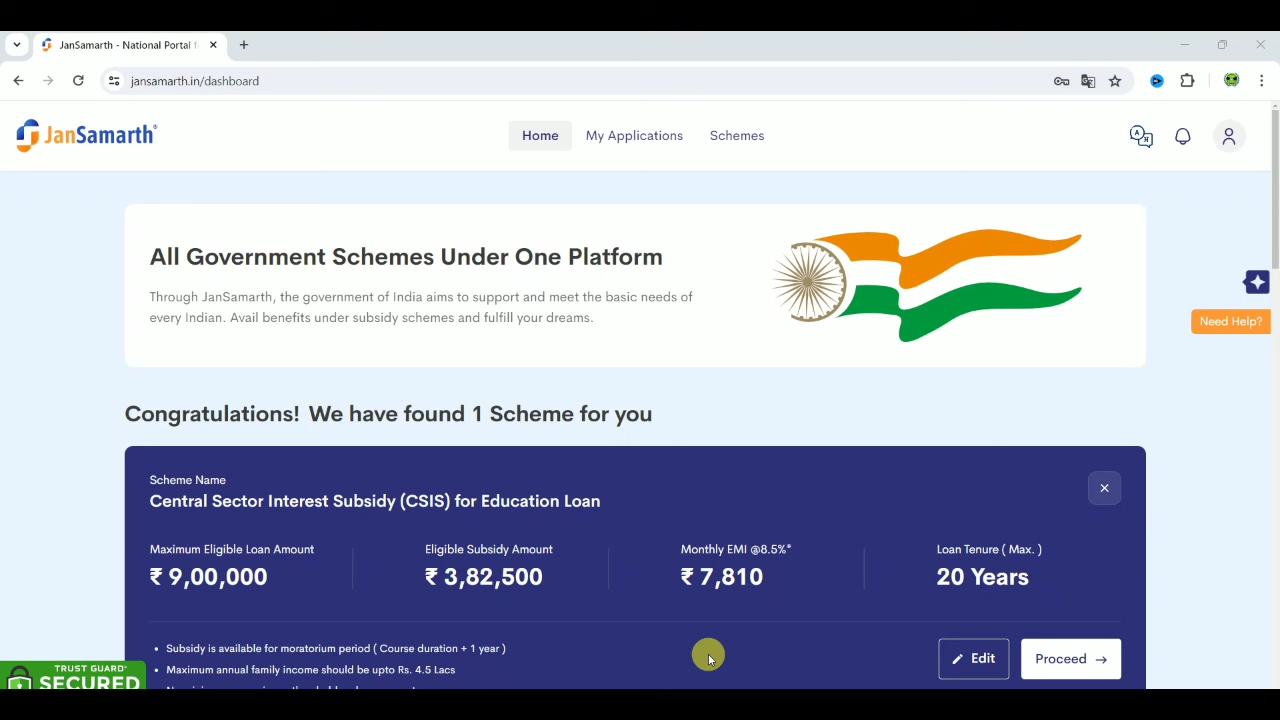 JanSamarth - National Portal f
jansamarth.in/dashboard
JanSamarth®
Home
My Applications
Schemes
All Government Schemes Under One Platform
Through JanSamarth, the government of India aims to support and meet the basic needs of
every Indian. Avail benefits under subsidy schemes and fulfill your dreams.
Need Help?
Congratulations! We have found 1 Scheme for you
Scheme Name
Central Sector Interest Subsidy (CSIS) for Education Loan
Maximum Eligible Loan Amount
₹ 9,00,000
Eligible Subsidy Amount
₹ 3,82,500
Monthly EMI @8.5%*
₹ 7,810
Loan Tenure ( Max. )
20 Years
• Subsidy is available for moratorium period ( Course duration + 1 year )
• Maximum annual family income should be upto Rs. 4.5 Lacs
Edit
Proceed →
TRUST GUARD
SECURED